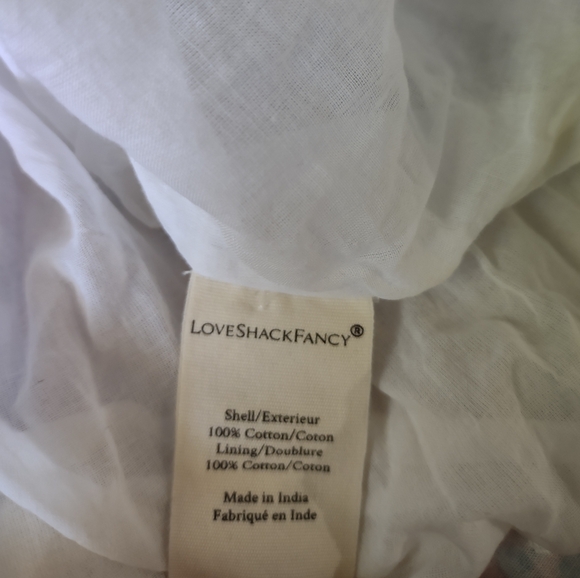 LoveShackFancy®
Shell/Exterieur
100% Cotton/Coton
Lining/Doublure
100% Cotton/Coton
Made in India
Fabriqué en Inde